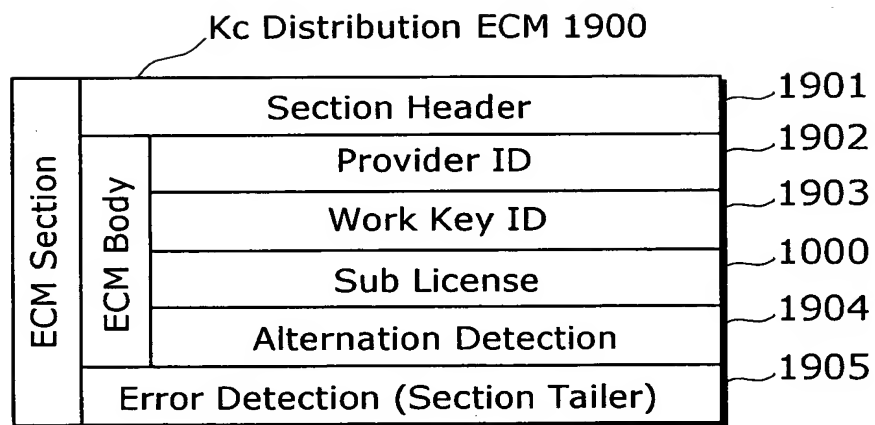 Kc Distribution ECM 1900
ECM Section
Section Header 1901
ECM Body
Provider ID 1902
Work Key ID 1903
Sub License 1000
Alternation Detection 1904
Error Detection (Section Tailer) 1905